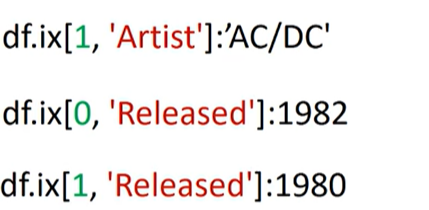 df.ix[1, 'Artist']:’AC/DC'
df.ix[0, 'Released']:1982
df.ix[1, 'Released']:1980